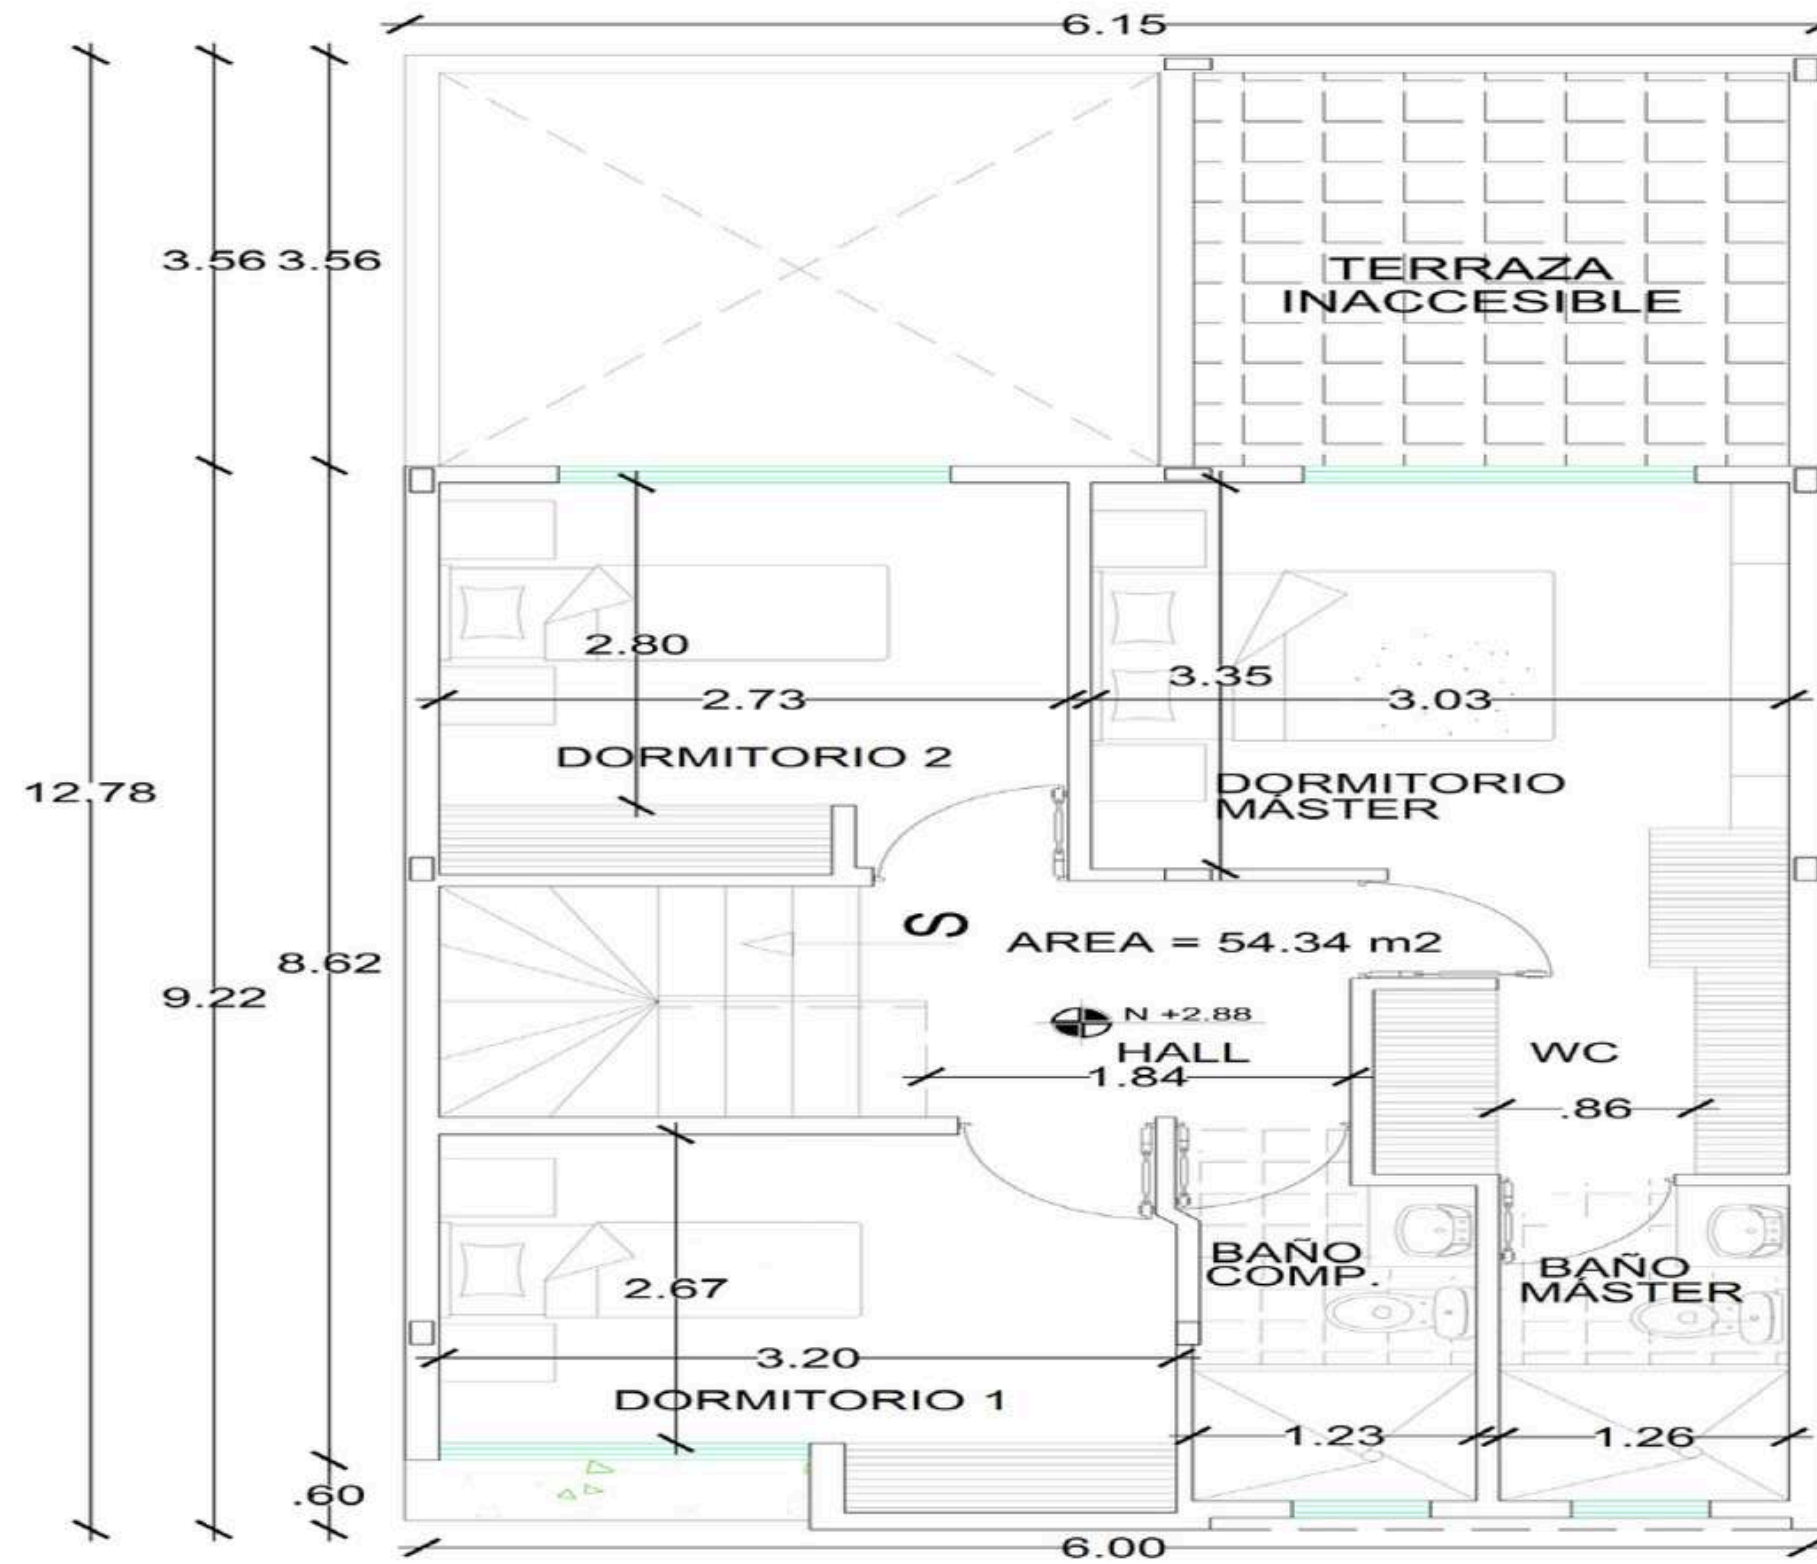 6.15
3.56
3.56
TERRAZA
INACCESIBLE
2.80
3.35
2.73
3.03
DORMITORIO 2
DORMITORIO
MÁSTER
12.78
S
AREA = 54.34 m2
8.62
9.22
N +2.88
HALL
WC
1.84
.86
BAÑO
COMP.
BAÑO
MÁSTER
2.67
3.20
DORMITORIO 1
1.23
1.26
.60
6.00